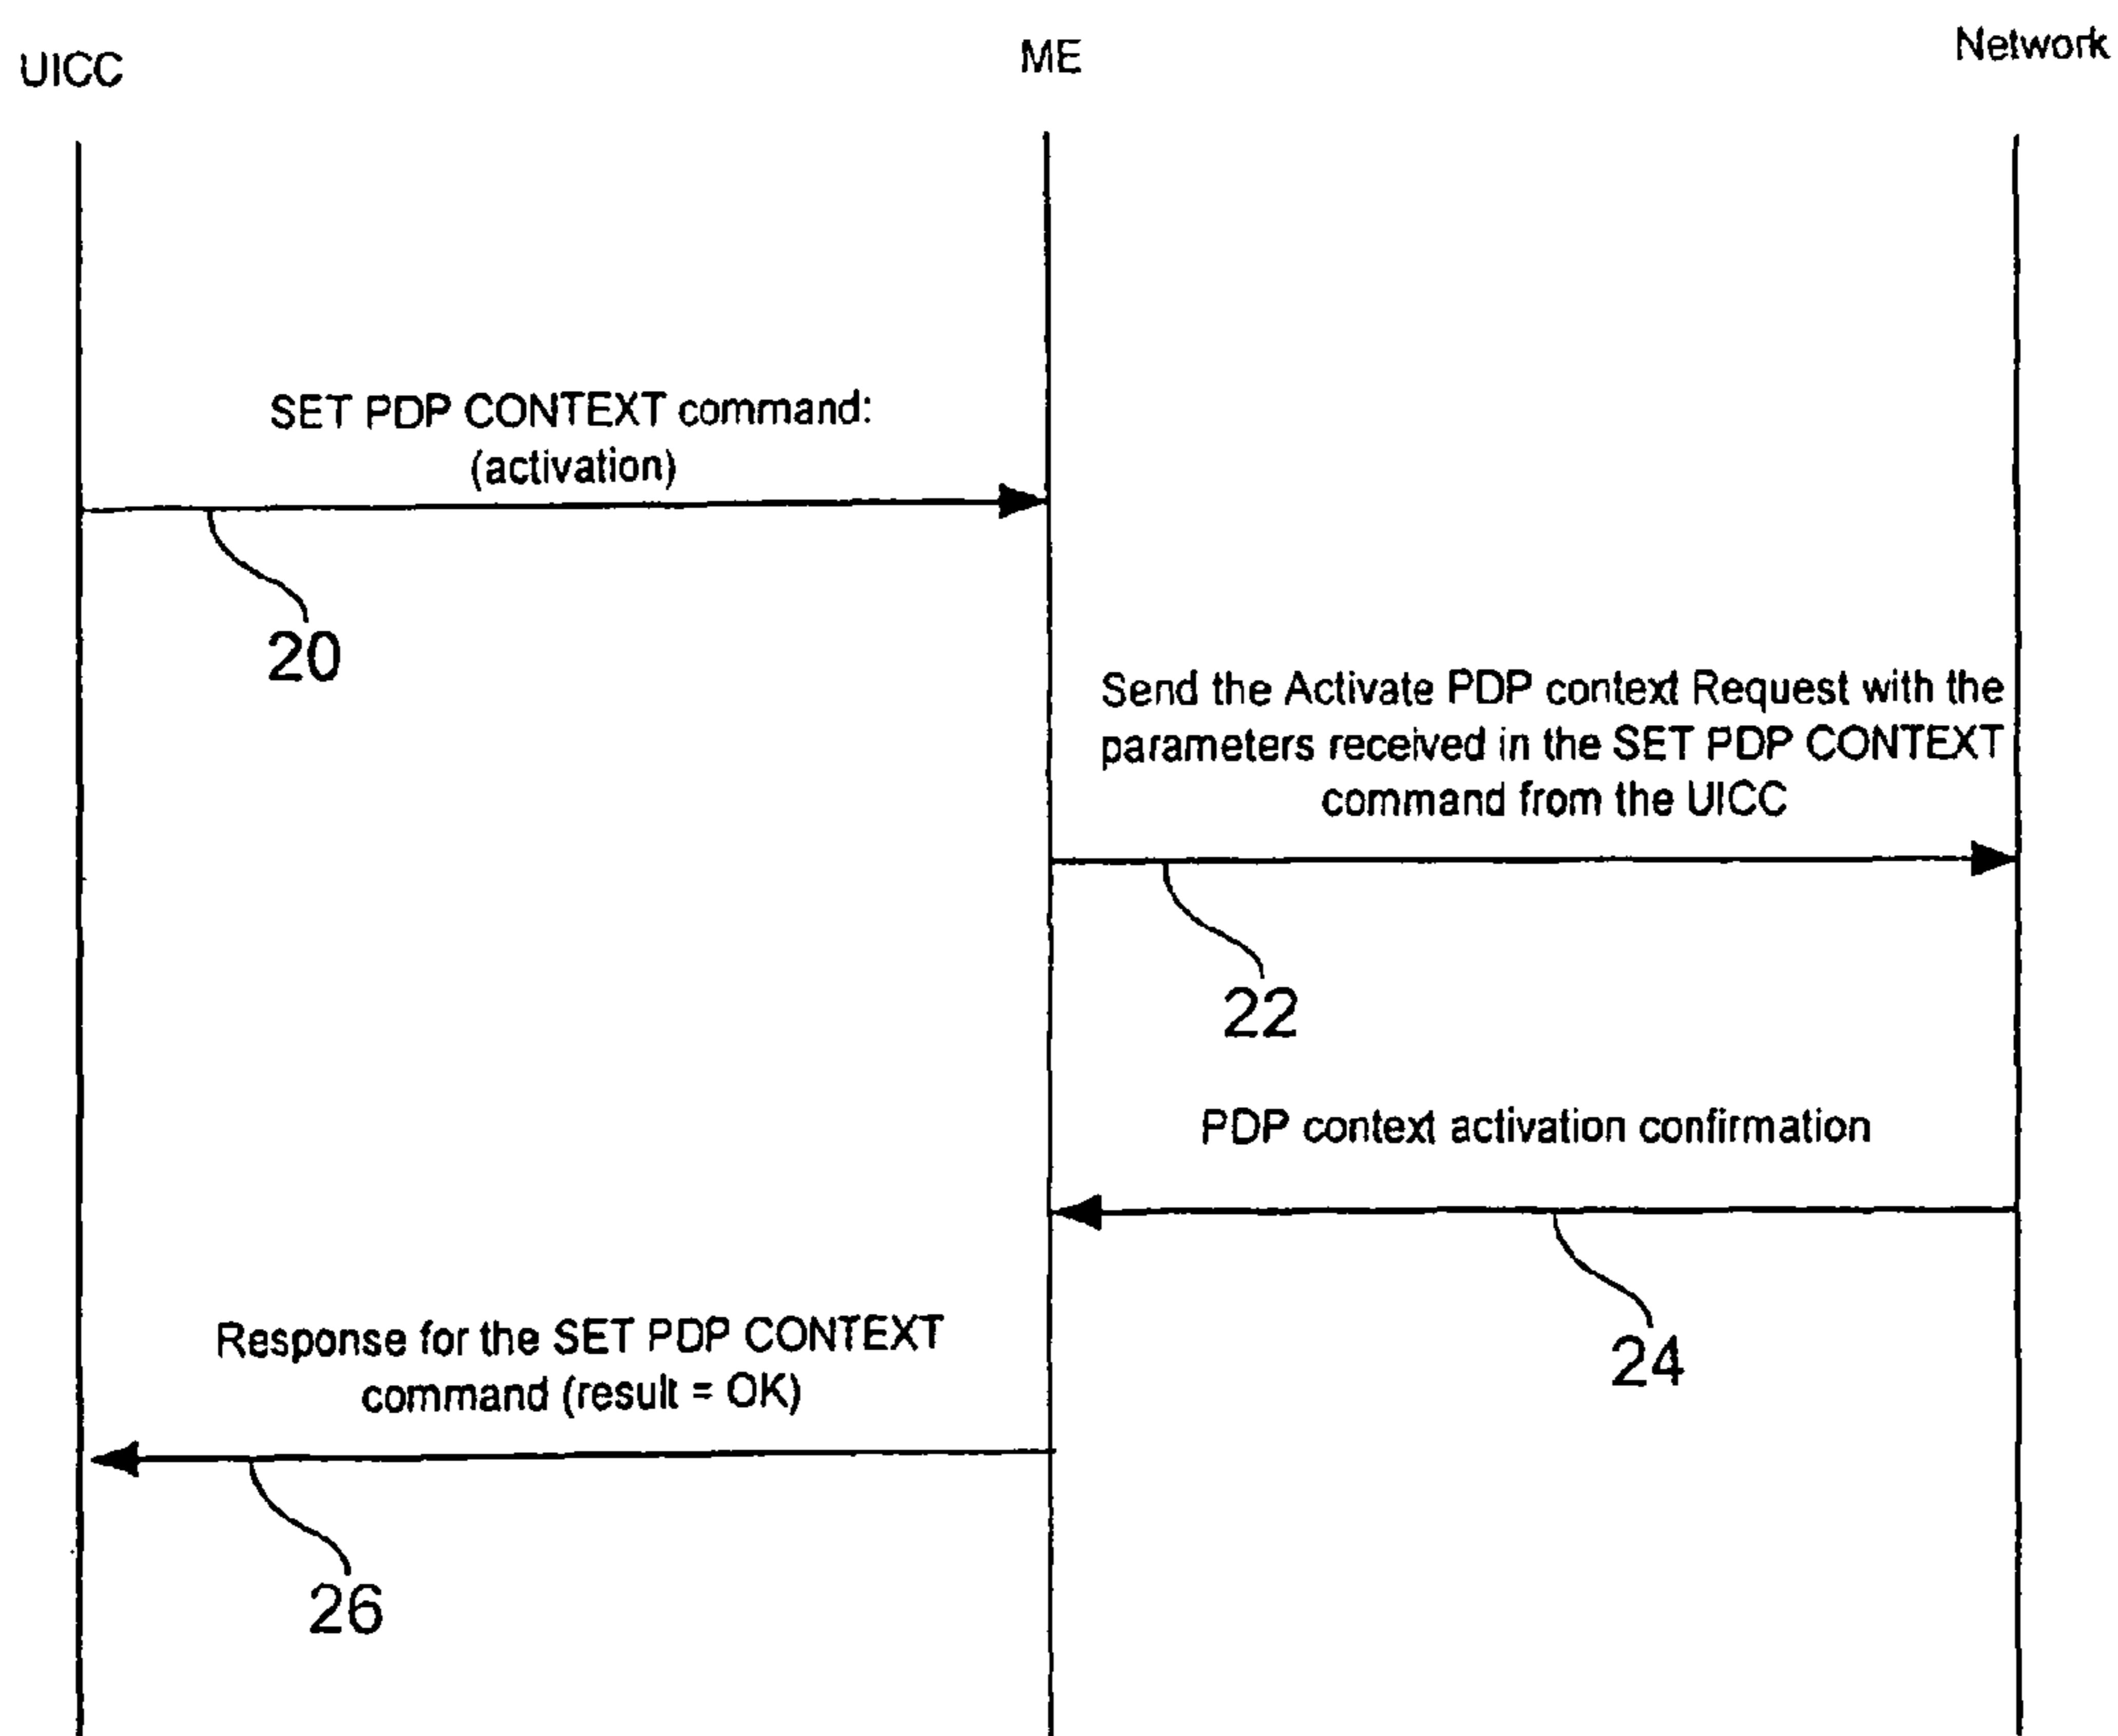 UICC
ME
Network
SET PDP CONTEXT command:
(activation)
20
Send the Activate PDP context Request with the
parameters received in the SET PDP CONTEXT
command from the UICC
22
PDP context activation confirmation
24
Response for the SET PDP CONTEXT
command (result = OK)
26